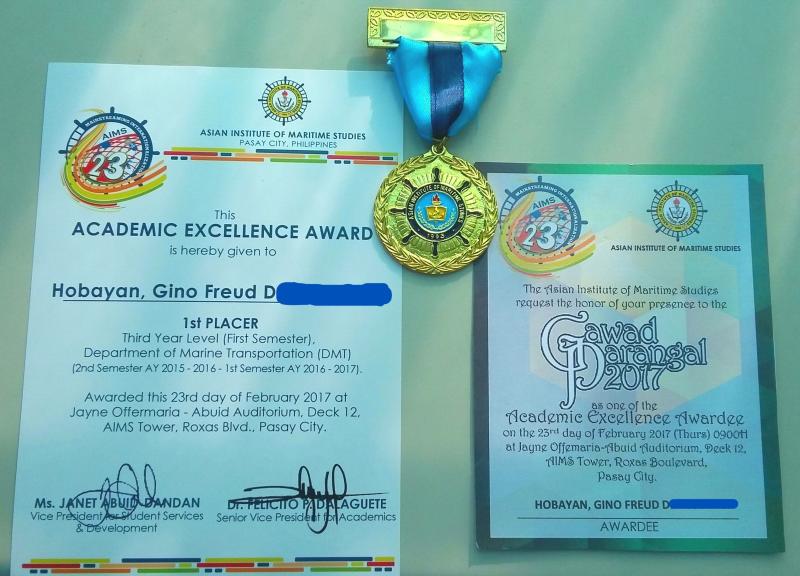 MAINSTREAMING INTERNATIONALIZATION
AIMS
23
ASIAN INSTITUTE OF MARITIME STUDIES
PASAY CITY, PHILIPPINES
This
ACADEMIC EXCELLENCE AWARD
is hereby given to
Hobayan, Gino Freud D
1st PLACER
Third Year Level (First Semester),
Department of Marine Transportation (DMT)
(2nd Semester AY 2015 - 2016 - 1st Semester AY 2016 - 2017).
Awarded this 23rd day of February 2017 at
Jayne Offermaria - Abuid Auditorium, Deck 12,
AIMS Tower, Roxas Blvd., Pasay City.
Ms. JANET ABUID DANDAN
Vice President for Student Services
& Development
Dr. FELICITO P. DALAGUETE
Senior Vice President for Academics
ASIAN INSTITUTE OF MARITIME STUDIES
1993
MAINSTREAMING INTERNATIONALIZATION
AIMS
23
ASIAN INSTITUTE OF MARITIME STUDIES
The Asian Institute of Maritime Studies
request the honor of your presence to the
Gawad
Parangal
2017
as one of the
Academic Excellence Awardee
on the 23rd day of February 2017 (Thurs) 0900H
at Jayne Offemaria-Abuid Auditorium, Deck 12,
AIMS Tower, Roxas Boulevard,
Pasay City.
HOBAYAN, GINO FREUD D
AWARDEE